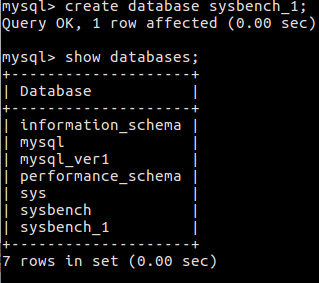 mysql> create database sysbench_1;
Query OK, 1 row affected (0.00 sec)
mysql> show databases;
+--------------------+
| Database           |
+--------------------+
| information_schema |
| mysql              |
| mysql_ver1         |
| performance_schema |
| sys                |
| sysbench           |
| sysbench_1         |
+--------------------+
7 rows in set (0.00 sec)